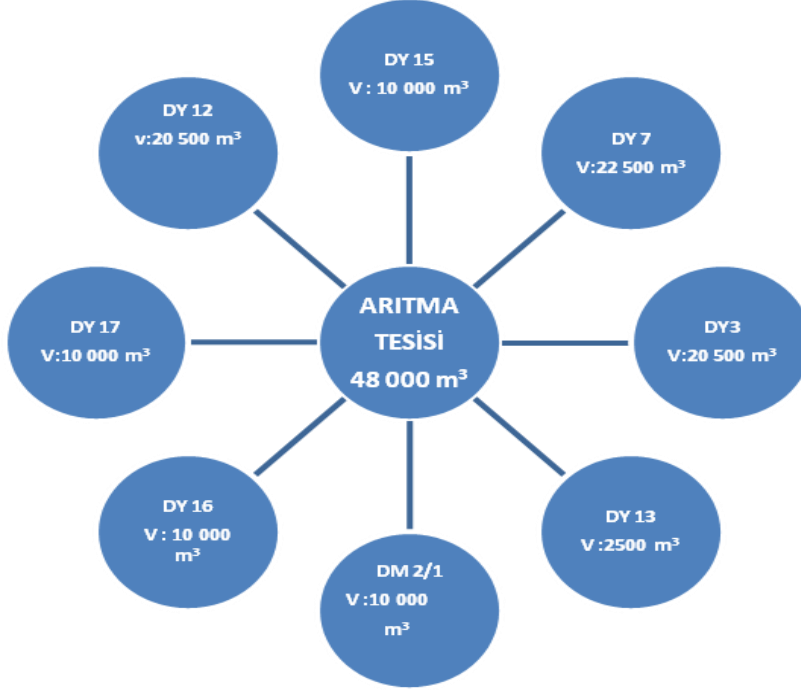 DY 15
V : 10 000 m³
DY 12
v:20 500 m³
DY 7
V:22 500 m³
ARITMA
TESİSİ
48 000 m³
DY 17
V:10 000 m³
DY3
V:20 500 m³
DY 16
V : 10 000
m³
DY 13
V :2500 m³
DM 2/1
V :10 000
m³